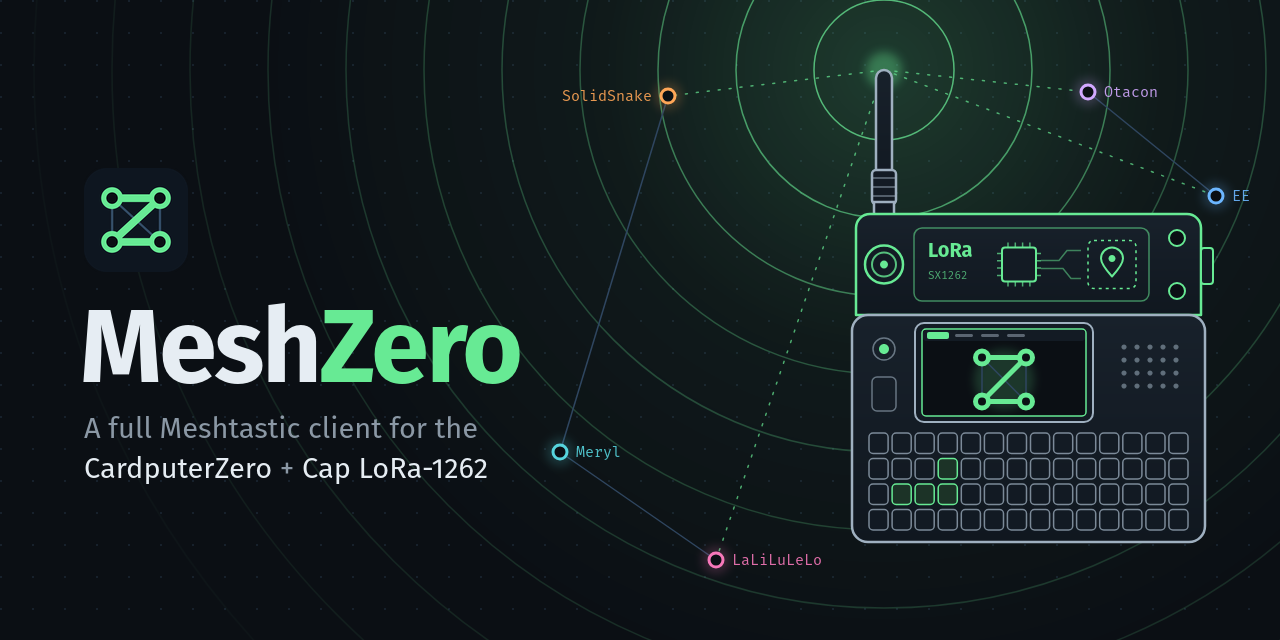 MeshZero
A full Meshtastic client for the
CardputerZero + Cap LoRa-1262
SolidSnake
Otacon
EE
Meryl
LaLiLuLeLo
LoRa
SX1262